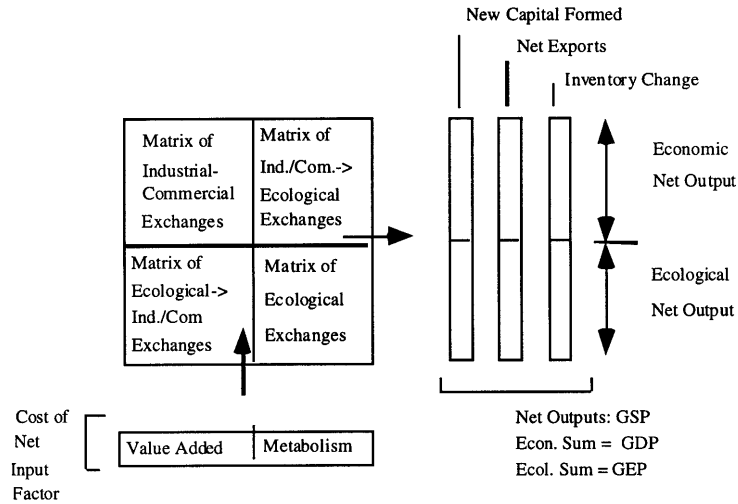 New Capital Formed
Net Exports
Inventory Change
Matrix of
Industrial-
Commercial
Exchanges
Matrix of
Ind./Com.->
Ecological
Exchanges
Matrix of
Ecological->
Ind./Com
Exchanges
Matrix of
Ecological
Exchanges
Economic
Net Output
Ecological
Net Output
Cost of
Net
Input
Factor
Value Added
Metabolism
Net Outputs: GSP
Econ. Sum = GDP
Ecol. Sum = GEP